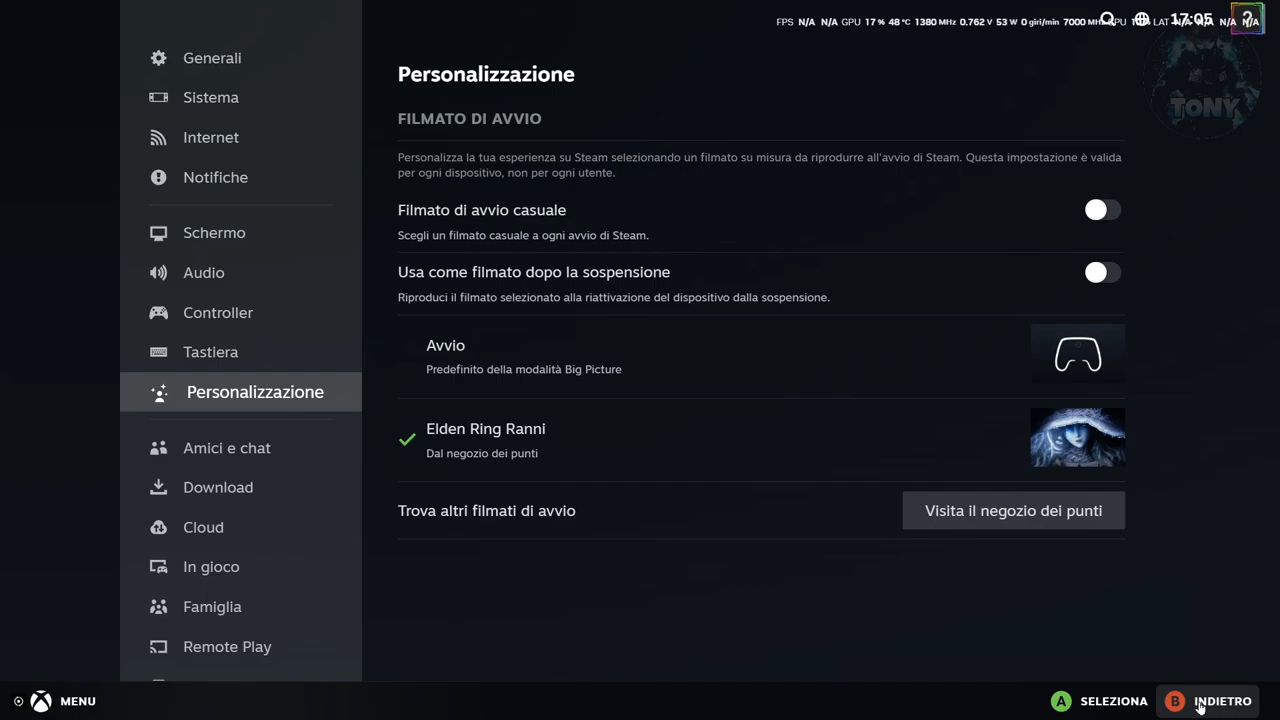 FPS N/A N/A GPU 17 % 48 °C 1380 MHz 0.762 V 53 W 0 giri/min 7000 MHz LAT N/A N/A
17:05
?
TONY
Generali
Sistema
Internet
Notifiche
Schermo
Audio
Controller
Tastiera
Personalizzazione
Amici e chat
Download
Cloud
In gioco
Famiglia
Remote Play
Personalizzazione
FILMATO DI AVVIO
Personalizza la tua esperienza su Steam selezionando un filmato su misura da riprodurre all'avvio di Steam. Questa impostazione è valida
per ogni dispositivo, non per ogni utente.
Filmato di avvio casuale
Scegli un filmato casuale a ogni avvio di Steam.
Usa come filmato dopo la sospensione
Riproduci il filmato selezionato alla riattivazione del dispositivo dalla sospensione.
Avvio
Predefinito della modalità Big Picture
Elden Ring Ranni
Dal negozio dei punti
Trova altri filmati di avvio
Visita il negozio dei punti
MENU
A SELEZIONA
B INDIETRO